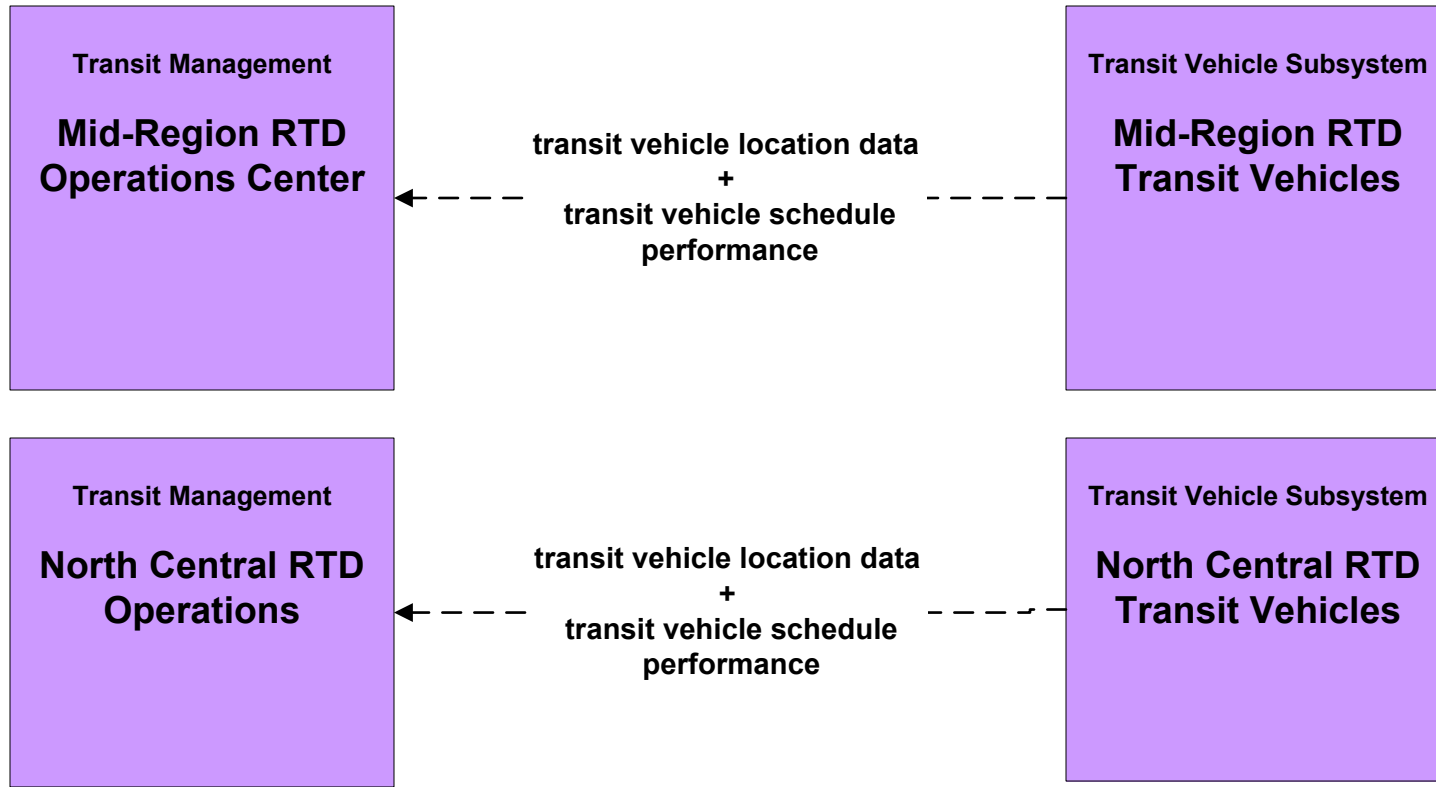 Transit Management
Mid-Region RTD
Operations Center
transit vehicle location data
+
transit vehicle schedule
performance
Transit Vehicle Subsystem
Mid-Region RTD
Transit Vehicles
Transit Management
North Central RTD
Operations
transit vehicle location data
+
transit vehicle schedule
performance
Transit Vehicle Subsystem
North Central RTD
Transit Vehicles